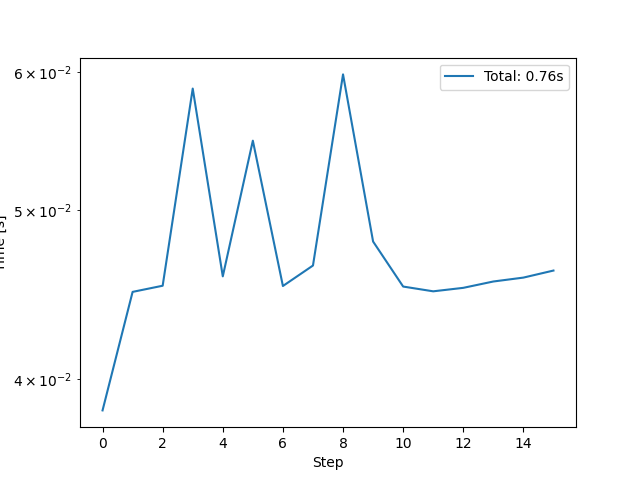 Total: 0.76s
6 × 10⁻²
5 × 10⁻²
4 × 10⁻²
Time [s]
0 2 4 6 8 10 12 14
Step